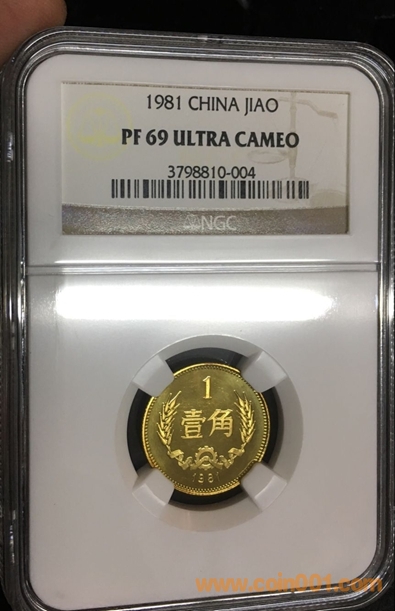 1981 CHINA JIAO
PF 69 ULTRA CAMEO
3798810-004
NGC
1
壹角
1981
www.coin001.com